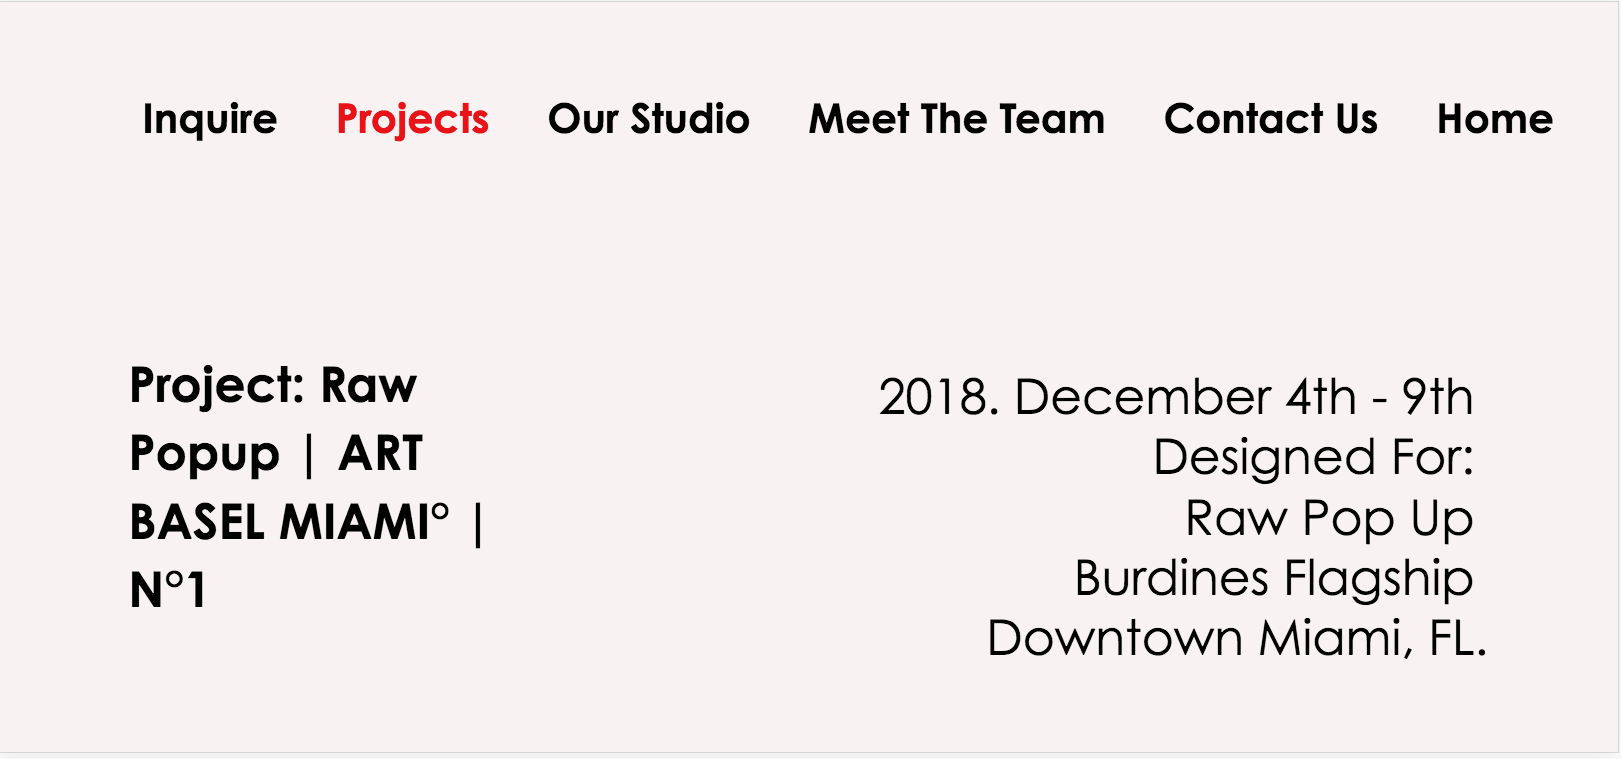 Inquire Projects Our Studio Meet The Team Contact Us Home
Project: Raw
Popup | ART
BASEL MIAMI° |
N°1
2018. December 4th - 9th
Designed For:
Raw Pop Up
Burdines Flagship
Downtown Miami, FL.